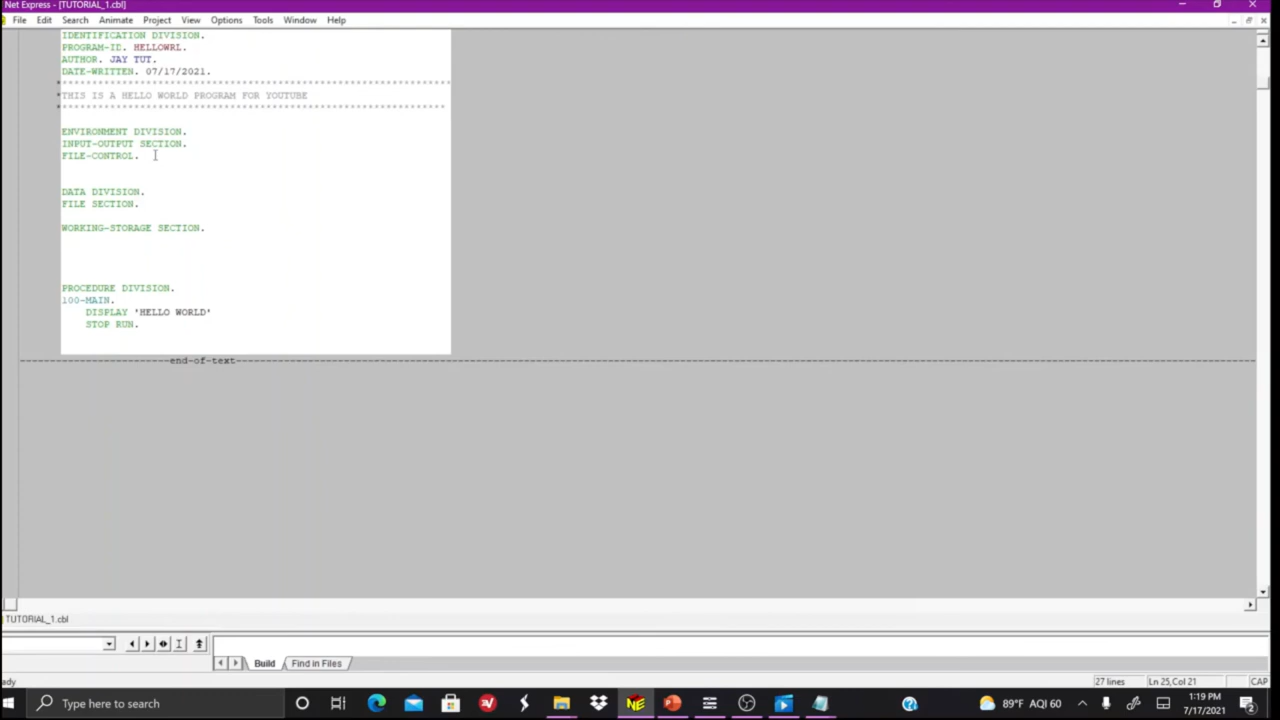 Net Express - [TUTORIAL_1.cbl]
File Edit Search Animate Project View Options Tools Window Help
IDENTIFICATION DIVISION.
PROGRAM-ID. HELLOWRL.
AUTHOR. JAY TUT.
DATE-WRITTEN. 07/17/2021.
*****************************************************************
*THIS IS A HELLO WORLD PROGRAM FOR YOUTUBE
****************************************************************
ENVIRONMENT DIVISION.
INPUT-OUTPUT SECTION.
FILE-CONTROL.
DATA DIVISION.
FILE SECTION.
WORKING-STORAGE SECTION.
PROCEDURE DIVISION.
100-MAIN.
DISPLAY 'HELLO WORLD'
STOP RUN.
end-of-text
TUTORIAL_1.cbl
Build Find in Files
ady 27 lines Ln 25, Col 21 CAP
Type here to search NE 89°F AQI 60 1:19 PM
7/17/2021 2